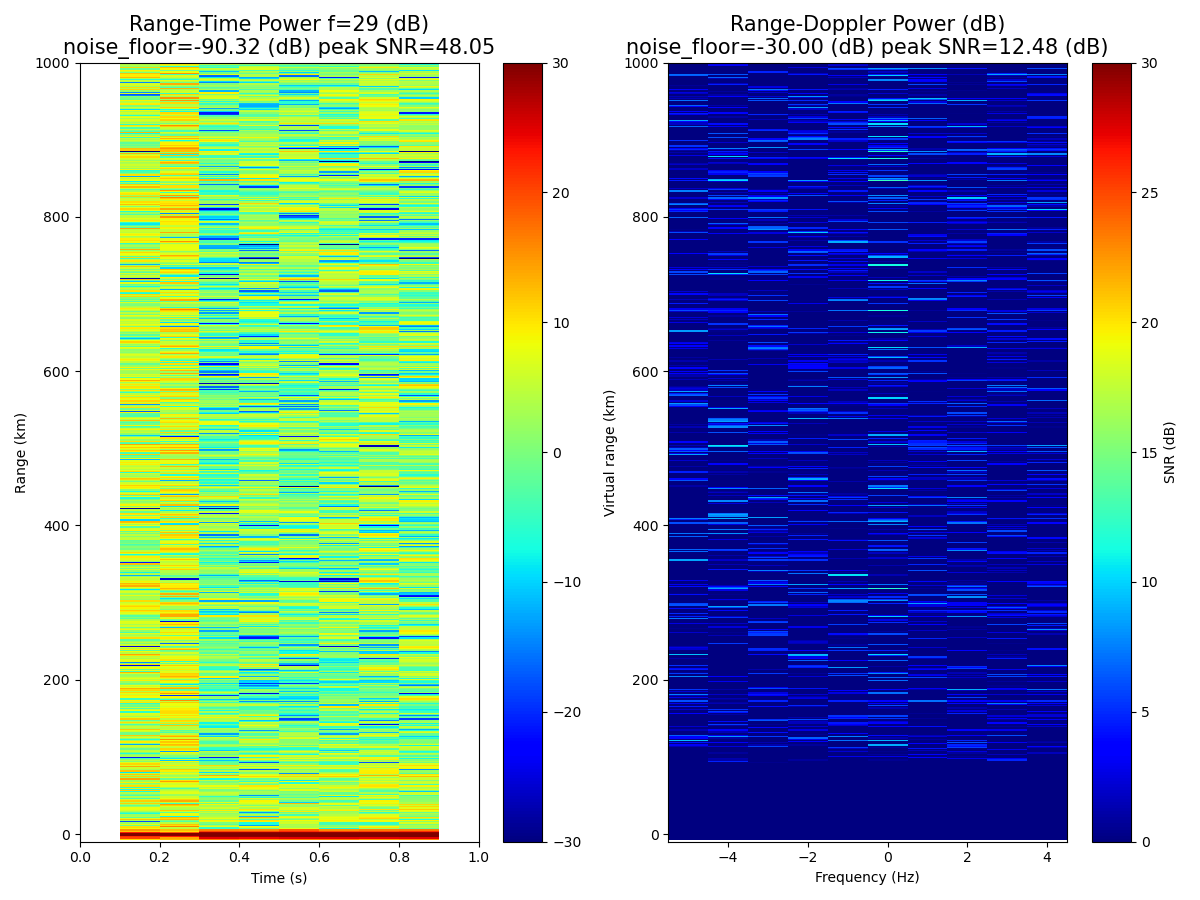 Range-Time Power f=29 (dB)
noise_floor=-90.32 (dB) peak SNR=48.05
Range-Doppler Power (dB)
noise_floor=-30.00 (dB) peak SNR=12.48 (dB)
1000
800
600
400
200
0
Range (km)
0.0 0.2 0.4 0.6 0.8 1.0
Time (s)
30
20
10
0
−10
−20
−30
1000
800
600
400
200
0
Virtual range (km)
−4 −2 0 2 4
Frequency (Hz)
30
25
20
15
10
5
0
SNR (dB)